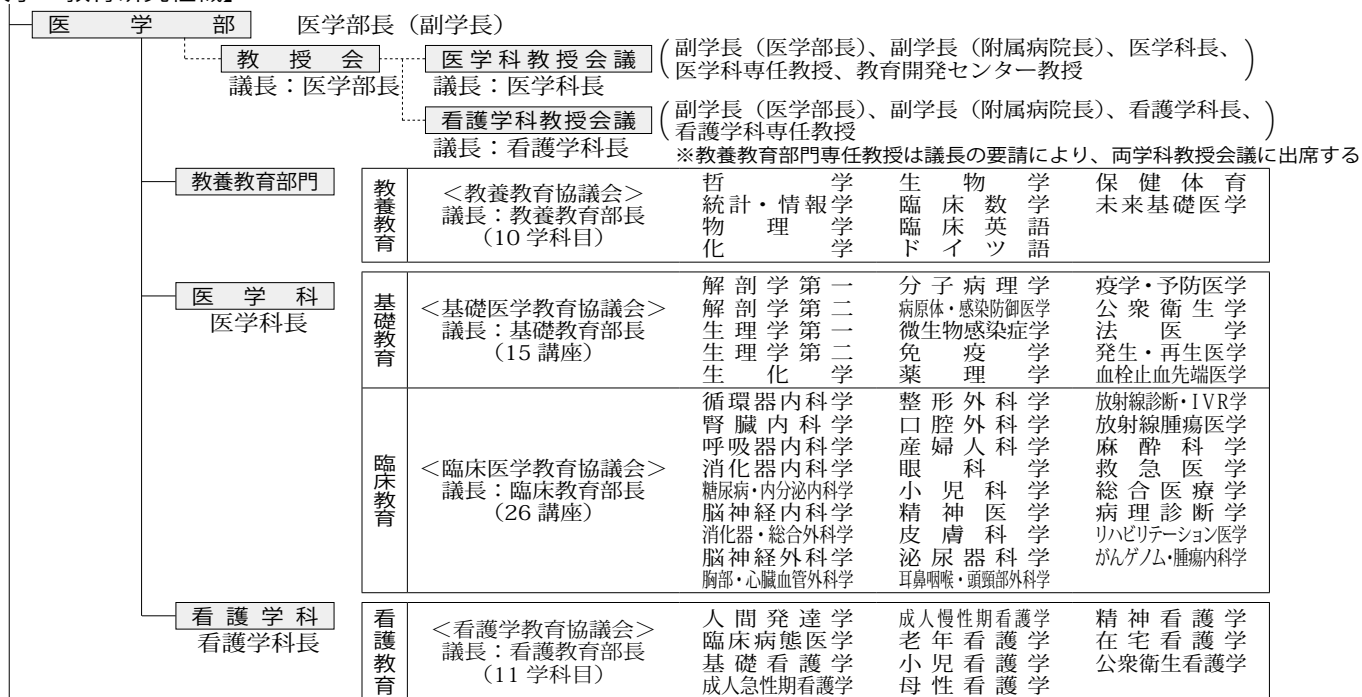 医学部　医学部長（副学長）
教授会　医学科教授会議（副学長（医学部長）、副学長（附属病院長）、医学科長、
医学科専任教授、教育開発センター教授）
議長：医学部長　議長：医学科長
看護学科教授会議（副学長（医学部長）、副学長（附属病院長）、看護学科長、
看護学科専任教授）
議長：看護学科長
※教養教育部門専任教授は議長の要請により、両学科教授会議に出席する
教養教育部門
教養教育
＜教養教育協議会＞
議長：教養教育部長
（10 学科目）
哲学　生物学　保健体育
統計・情報学　臨床数学　未来基礎医学
物理学　臨床英語
化学　ドイツ語
医学科
医学科長
基礎教育
＜基礎医学教育協議会＞
議長：基礎教育部長
（15 講座）
解剖学第一　分子病理学　疫学・予防医学
解剖学第二　病原体・感染防御医学　公衆衛生学
生理学第一　微生物感染症学　法医学
生理学第二　免疫学　発生・再生医学
生化学　薬理学　血栓止血先端医学
臨床教育
＜臨床医学教育協議会＞
議長：臨床教育部長
（26 講座）
循環器内科学　整形外科学　放射線診断・IVR学
腎臓内科学　口腔外科学　放射線腫瘍医学
呼吸器内科学　産婦人科学　麻酔科学
消化器内科学　眼科学　救急医学
糖尿病・内分泌内科学　小児科学　総合医療学
脳神経内科学　精神医学　病理診断学
消化器・総合外科学　皮膚科学　リハビリテーション医学
脳神経外科学　泌尿器科学　がんゲノム・腫瘍内科学
胸部・心臓血管外科学　耳鼻咽喉・頭頸部外科学
看護学科
看護学科長
看護教育
＜看護学教育協議会＞
議長：看護教育部長
（11 学科目）
人間発達学　成人慢性期看護学　精神看護学
臨床病態医学　老年看護学　在宅看護学
基礎看護学　小児看護学　公衆衛生看護学
成人急性期看護学　母性看護学